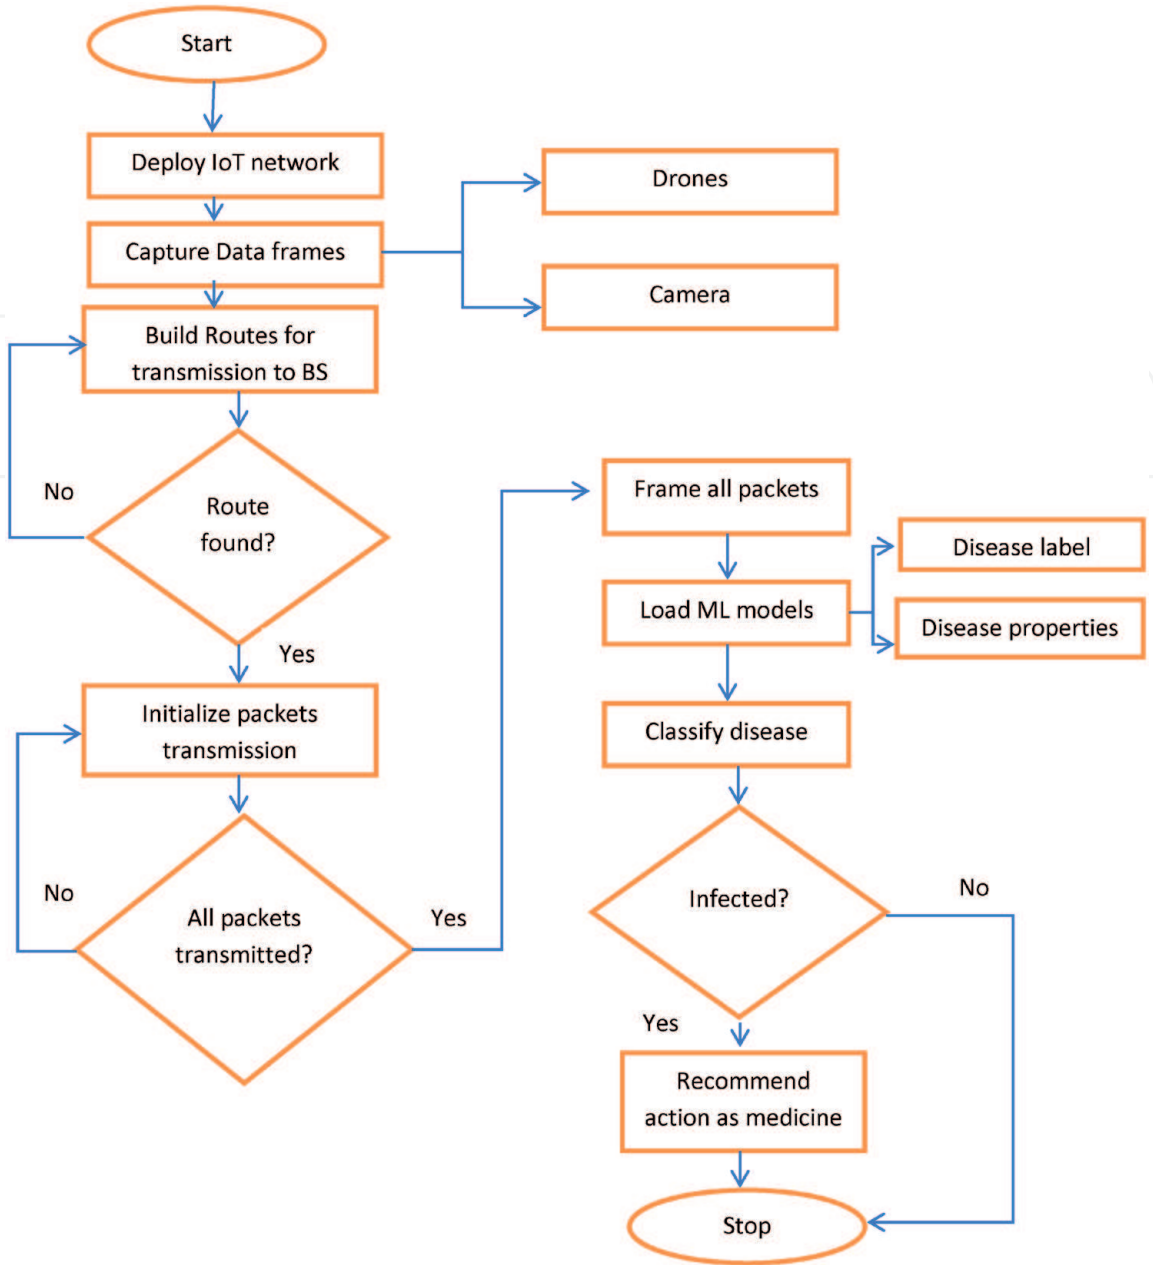 Start
Deploy IoT network
Capture Data frames
Drones
Camera
Build Routes for
transmission to BS
No
Route
found?
Yes
Initialize packets
transmission
No
All packets
transmitted?
Yes
Frame all packets
Load ML models
Disease label
Disease properties
Classify disease
Infected?
No
Yes
Recommend
action as medicine
Stop